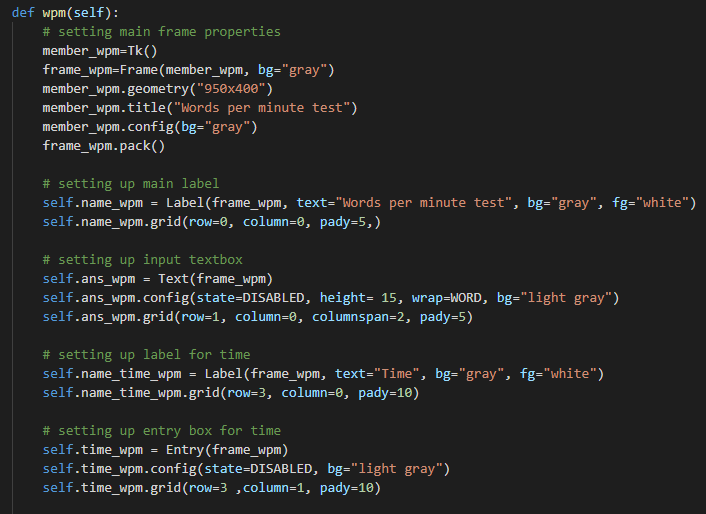 def wpm(self):
    # setting main frame properties
    member_wpm=Tk()
    frame_wpm=Frame(member_wpm, bg="gray")
    member_wpm.geometry("950x400")
    member_wpm.title("Words per minute test")
    member_wpm.config(bg="gray")
    frame_wpm.pack()

    # setting up main label
    self.name_wpm = Label(frame_wpm, text="Words per minute test", bg="gray", fg="white")
    self.name_wpm.grid(row=0, column=0, pady=5,)

    # setting up input textbox
    self.ans_wpm = Text(frame_wpm)
    self.ans_wpm.config(state=DISABLED, height= 15, wrap=WORD, bg="light gray")
    self.ans_wpm.grid(row=1, column=0, columnspan=2, pady=5)

    # setting up label for time
    self.name_time_wpm = Label(frame_wpm, text="Time", bg="gray", fg="white")
    self.name_time_wpm.grid(row=3, column=0, pady=10)

    # setting up entry box for time
    self.time_wpm = Entry(frame_wpm)
    self.time_wpm.config(state=DISABLED, bg="light gray")
    self.time_wpm.grid(row=3 ,column=1, pady=10)